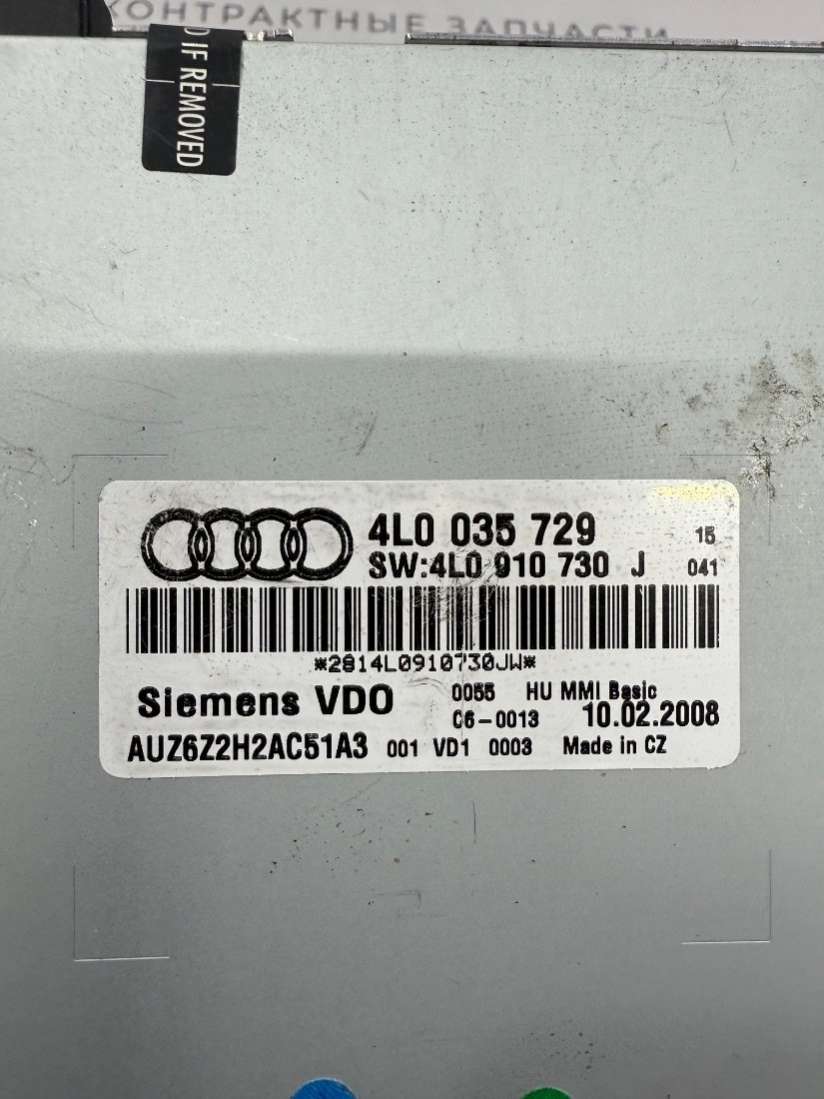 КОНТРАКТНЫЕ ЗАПЧАСТИ
D IF REMOVED
4L0 035 729 15
SW:4L0 910 730 J 041
*2814L0910730JW*
Siemens VDO 0055 HU MMI Basic
C6-0013 10.02.2008
AUZ6Z2H2AC51A3 001 VD1 0003 Made in CZ